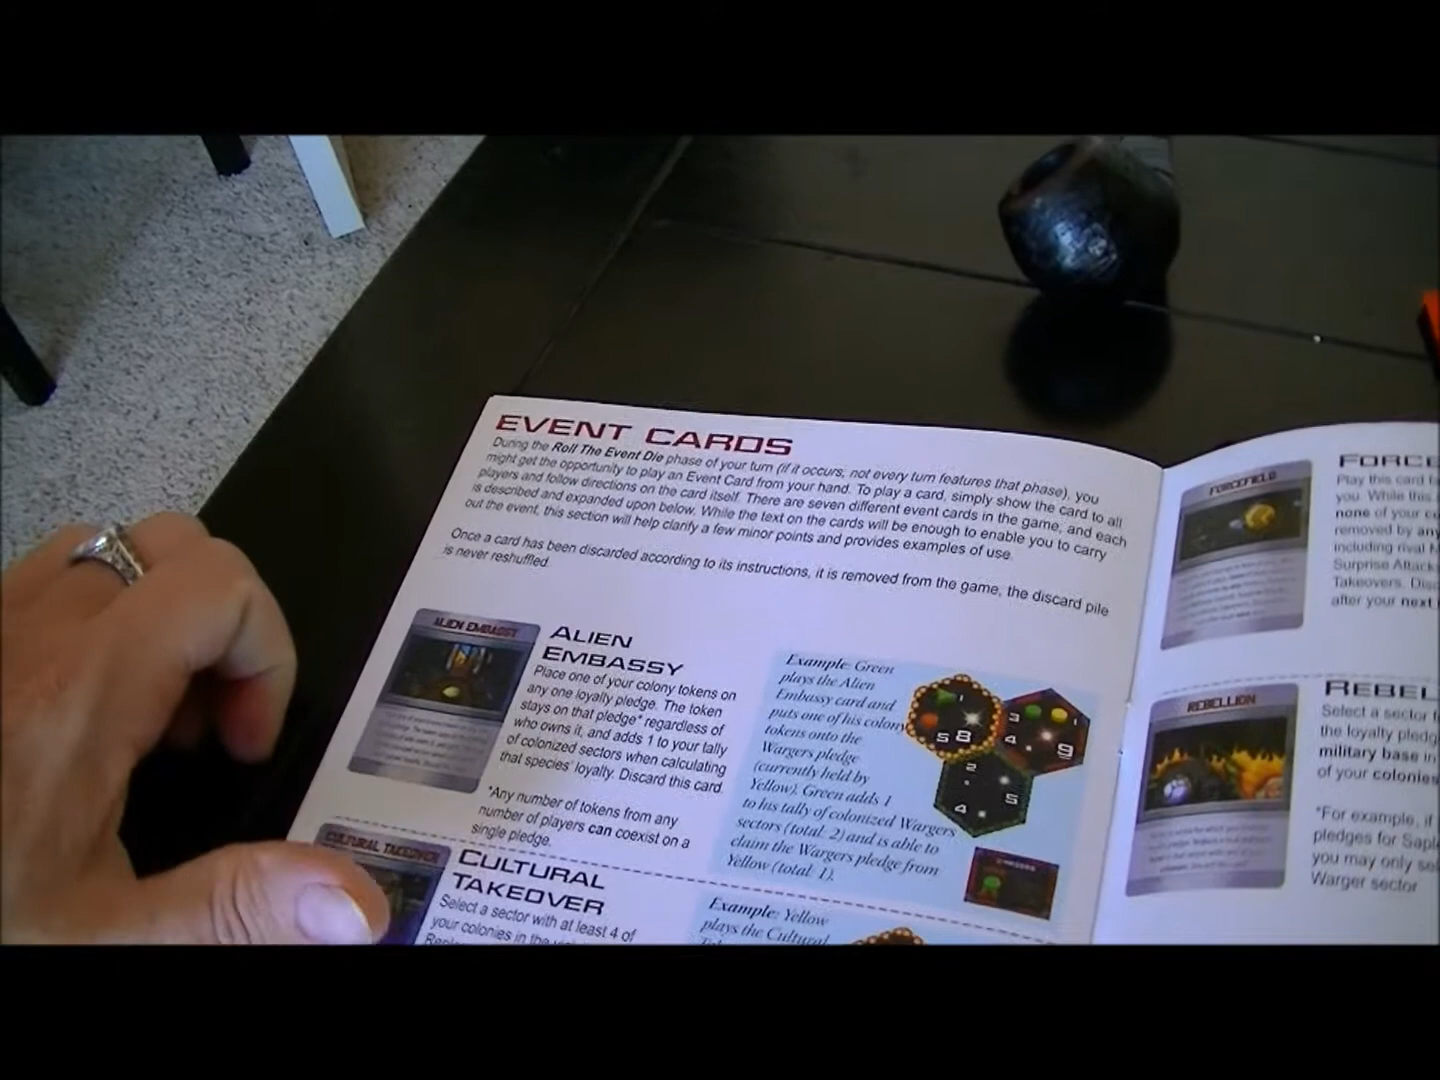 EVENT CARDS
During the Roll The Event Die phase of your turn (if it occurs, not every turn features that phase), you
might get the opportunity to play an Event Card from your hand. To play a card, simply show the card to all
players and follow directions on the card itself. There are seven different event cards in the game, and each
is described and expanded upon below. While the text on the cards will be enough to enable you to carry
out the event, this section will help clarify a few minor points and provides examples of use.
Once a card has been discarded according to its instructions, it is removed from the game, the discard pile
is never reshuffled.
ALIEN EMBASSY
ALIEN
EMBASSY
Place one of your colony tokens on
any one loyalty pledge. The token
stays on that pledge* regardless of
who owns it, and adds 1 to your tally
of colonized sectors when calculating
that species' loyalty. Discard this card.
*Any number of tokens from any
number of players can coexist on a
single pledge.
Example: Green
plays the Alien
Embassy card and
puts one of his colony
tokens onto the
Wargers pledge
(currently held by
Yellow). Green adds 1
to his tally of colonized Wargers
sectors (total: 2) and is able to
claim the Wargers pledge from
Yellow (total: 1).
1
5 8
3 1
4 9
2
5
4
CULTURAL TAKEOVER
CULTURAL
TAKEOVER
Select a sector with at least 4 of
your colonies in the
Example: Yellow
plays the Cultural
FORCEFIELD
FORCE
Play this card
you. While this
none of your
removed by any
including rival
Surprise Attack
Takeovers.
after your next
REBELLION
REBEL
Select a sector
the loyalty pledge
military base in
of your colonies
*For example, if
pledges for
you may only
Warger sector